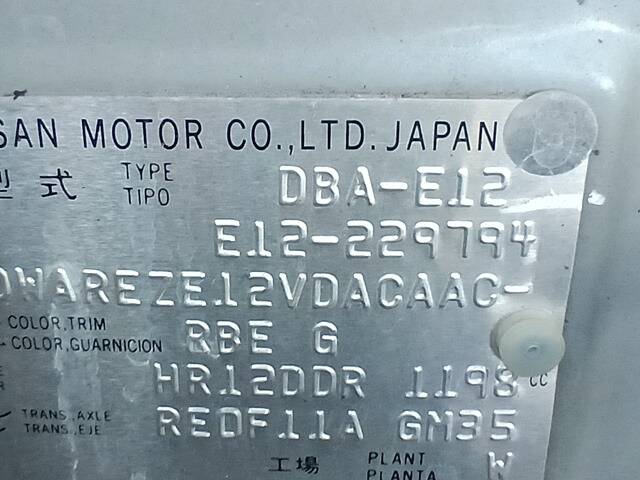 SAN MOTOR CO.,LTD. JAPAN
型 式 TYPE TIPO DBA-E12
E12-229794
DWAREZE12VDACAAC-
COLOR,TRIM RBE G
COLOR,GUARNICION
HR12DDR 1198 CC
TRANS.,AXLE REDF11A GM35
TRANS.,EJE
工場 PLANT W
PLANTA